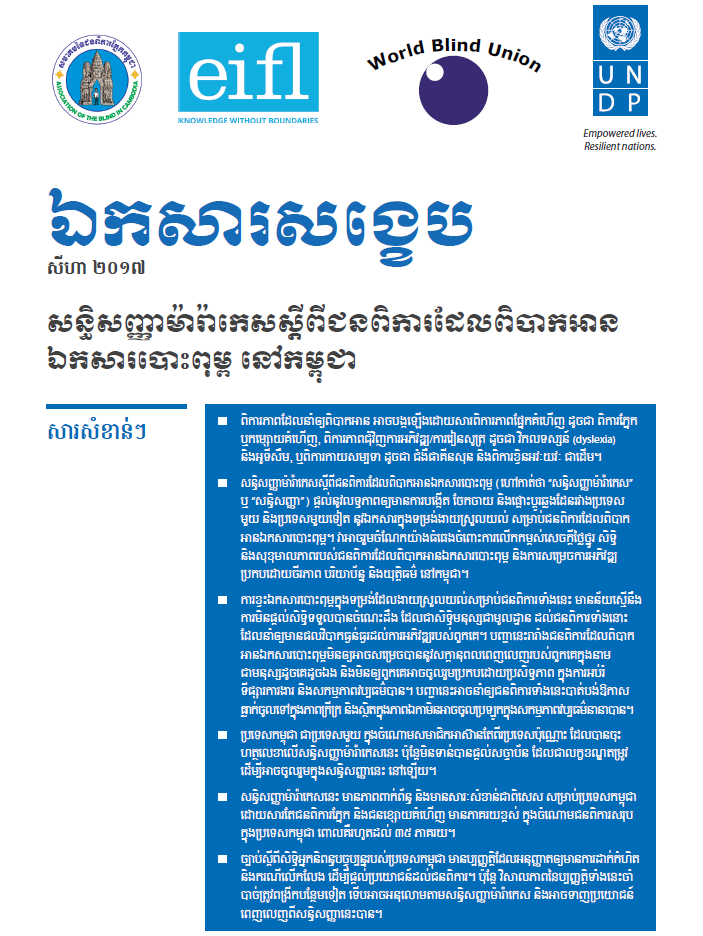 សមាគមនៃជនពិការភ្នែកកម្ពុជា
ASSOCIATION OF THE BLIND IN CAMBODIA
eifl
KNOWLEDGE WITHOUT BOUNDARIES
World Blind Union
U N
D P
Empowered lives.
Resilient nations.
ឯកសារសង្ខេប
សីហា ២០១៧
សន្ធិសញ្ញាម៉ារ៉ាកេសស្ដីពីជនពិការដែលពិបាកអាន
ឯកសារបោះពុម្ព នៅកម្ពុជា
សារសំខាន់ៗ
ពិការភាពដែលនាំឲ្យពិបាកអាន អាចបង្កឡើងដោយសារពិការភាពផ្នែកគំហើញ ដូចជា ពិការភ្នែក
ឬកម្សោយគំហើញ, ពិការភាពជុំវិញការអភិវឌ្ឍ/ការរៀនសូត្រ ដូចជា វិកលទស្សន៍ (dyslexia)
និងអូទីសឹម, ឬពិការកាយសម្បទា ដូចជា ជំងឺផាគីនសុន និងពិការខ្វិនអវៈយវៈ ជាដើម។
សន្ធិសញ្ញាម៉ារ៉ាកេសស្ដីពីជនពិការដែលពិបាកអានឯកសារបោះពុម្ព (ហៅកាត់ថា “សន្ធិសញ្ញាម៉ារ៉ាកេស”
ឬ “សន្ធិសញ្ញា”) ផ្ដល់នូវលទ្ធភាពឲ្យមានការបង្កើត ចែកចាយ និងផ្ដោះប្ដូរឆ្លងដែនរវាងប្រទេស
មួយ និងប្រទេសមួយទៀត នូវឯកសារក្នុងទម្រង់ងាយស្រួលយល់ សម្រាប់ជនពិការដែលពិបាក
អានឯកសារបោះពុម្ព។ វាអាចរួមចំណែកយ៉ាងធំធេងចំពោះការលើកកម្ពស់សេចក្ដីថ្លៃថ្នូរ សិទ្ធិ
និងសុខុមាលភាពរបស់ជនពិការដែលពិបាកអានឯកសារបោះពុម្ព និងការសម្រេចការអភិវឌ្ឍ
ប្រកបដោយចីរភាព បរិយាប័ន្ន និងយុត្តិធម៌ នៅកម្ពុជា។
ការខ្វះឯកសារបោះពុម្ពក្នុងទម្រង់ដែលងាយស្រួលយល់សម្រាប់ជនពិការទាំងនេះ មានន័យស្មើនឹង
ការមិនផ្ដល់សិទ្ធិទទួលបានចំណេះដឹង ដែលជាសិទ្ធិមនុស្សជាមូលដ្ឋាន ដល់ជនពិការទាំងនោះ
ដែលនាំឲ្យមានផលវិបាកធ្ងន់ធ្ងរដល់ការអភិវឌ្ឍរបស់ពួកគេ។ បញ្ហានេះរារាំងជនពិការដែលពិបាក
អានឯកសារបោះពុម្ពមិនឲ្យអាចសម្រេចបាននូវសក្ដានុពលពេញលេញរបស់ពួកគេក្នុងនាម
ជាមនុស្សដូចគេដូចឯង និងមិនឲ្យពួកគេអាចចូលរួមប្រកបដោយប្រសិទ្ធភាព ក្នុងការអប់រំ
ទីផ្សារការងារ និងសកម្មភាពវប្បធម៌បាន។ បញ្ហានេះអាចនាំឲ្យជនពិការទាំងនេះបាត់បង់ឱកាស
ធ្លាក់ចូលទៅក្នុងភាពក្រីក្រ និងស្ថិតក្នុងភាពឯកាមិនអាចចូលប្រឡូកក្នុងសកម្មភាពវប្បធម៌នានាបាន។
ប្រទេសកម្ពុជា ជាប្រទេសមួយ ក្នុងចំណោមសមាជិកអាស៊ានតែពីរប្រទេសប៉ុណ្ណោះ ដែលបានចុះ
ហត្ថលេខាលើសន្ធិសញ្ញាម៉ារ៉ាកេសនេះ ប៉ុន្តែមិនទាន់បានផ្ដល់សច្ចាប័ន ដែលជាលក្ខខណ្ឌតម្រូវ
ដើម្បីអាចចូលរួមក្នុងសន្ធិសញ្ញានេះ នៅឡើយ។
សន្ធិសញ្ញាម៉ារ៉ាកេសនេះ មានភាពពាក់ព័ន្ធ និងមានសារៈសំខាន់ជាពិសេស សម្រាប់ប្រទេសកម្ពុជា
ដោយសារតែជនពិការភ្នែក និងជនខ្សោយគំហើញ មានភាគរយខ្ពស់ ក្នុងចំណោមជនពិការសរុប
ក្នុងប្រទេសកម្ពុជា ពោលគឺរហូតដល់ ៣៥ ភាគរយ។
ច្បាប់ស្ដីពីសិទ្ធិអ្នកនិពន្ធបច្ចុប្បន្នរបស់ប្រទេសកម្ពុជា មានប្បញ្ញត្តិដែលអនុញ្ញាតឲ្យមានការដាក់កំហិត
និងករណីលើកលែង ដើម្បីផ្ដល់ប្រយោជន៍ដល់ជនពិការ។ ប៉ុន្តែ វិសាលភាពនៃប្បញ្ញត្តិទាំងនេះចាំ
បាច់ត្រូវពង្រីកបន្ថែមទៀត ទើបអាចអនុលោមតាមសន្ធិសញ្ញាម៉ារ៉ាកេស និងអាចទាញប្រយោជន៍
ពេញលេញពីសន្ធិសញ្ញានេះបាន។